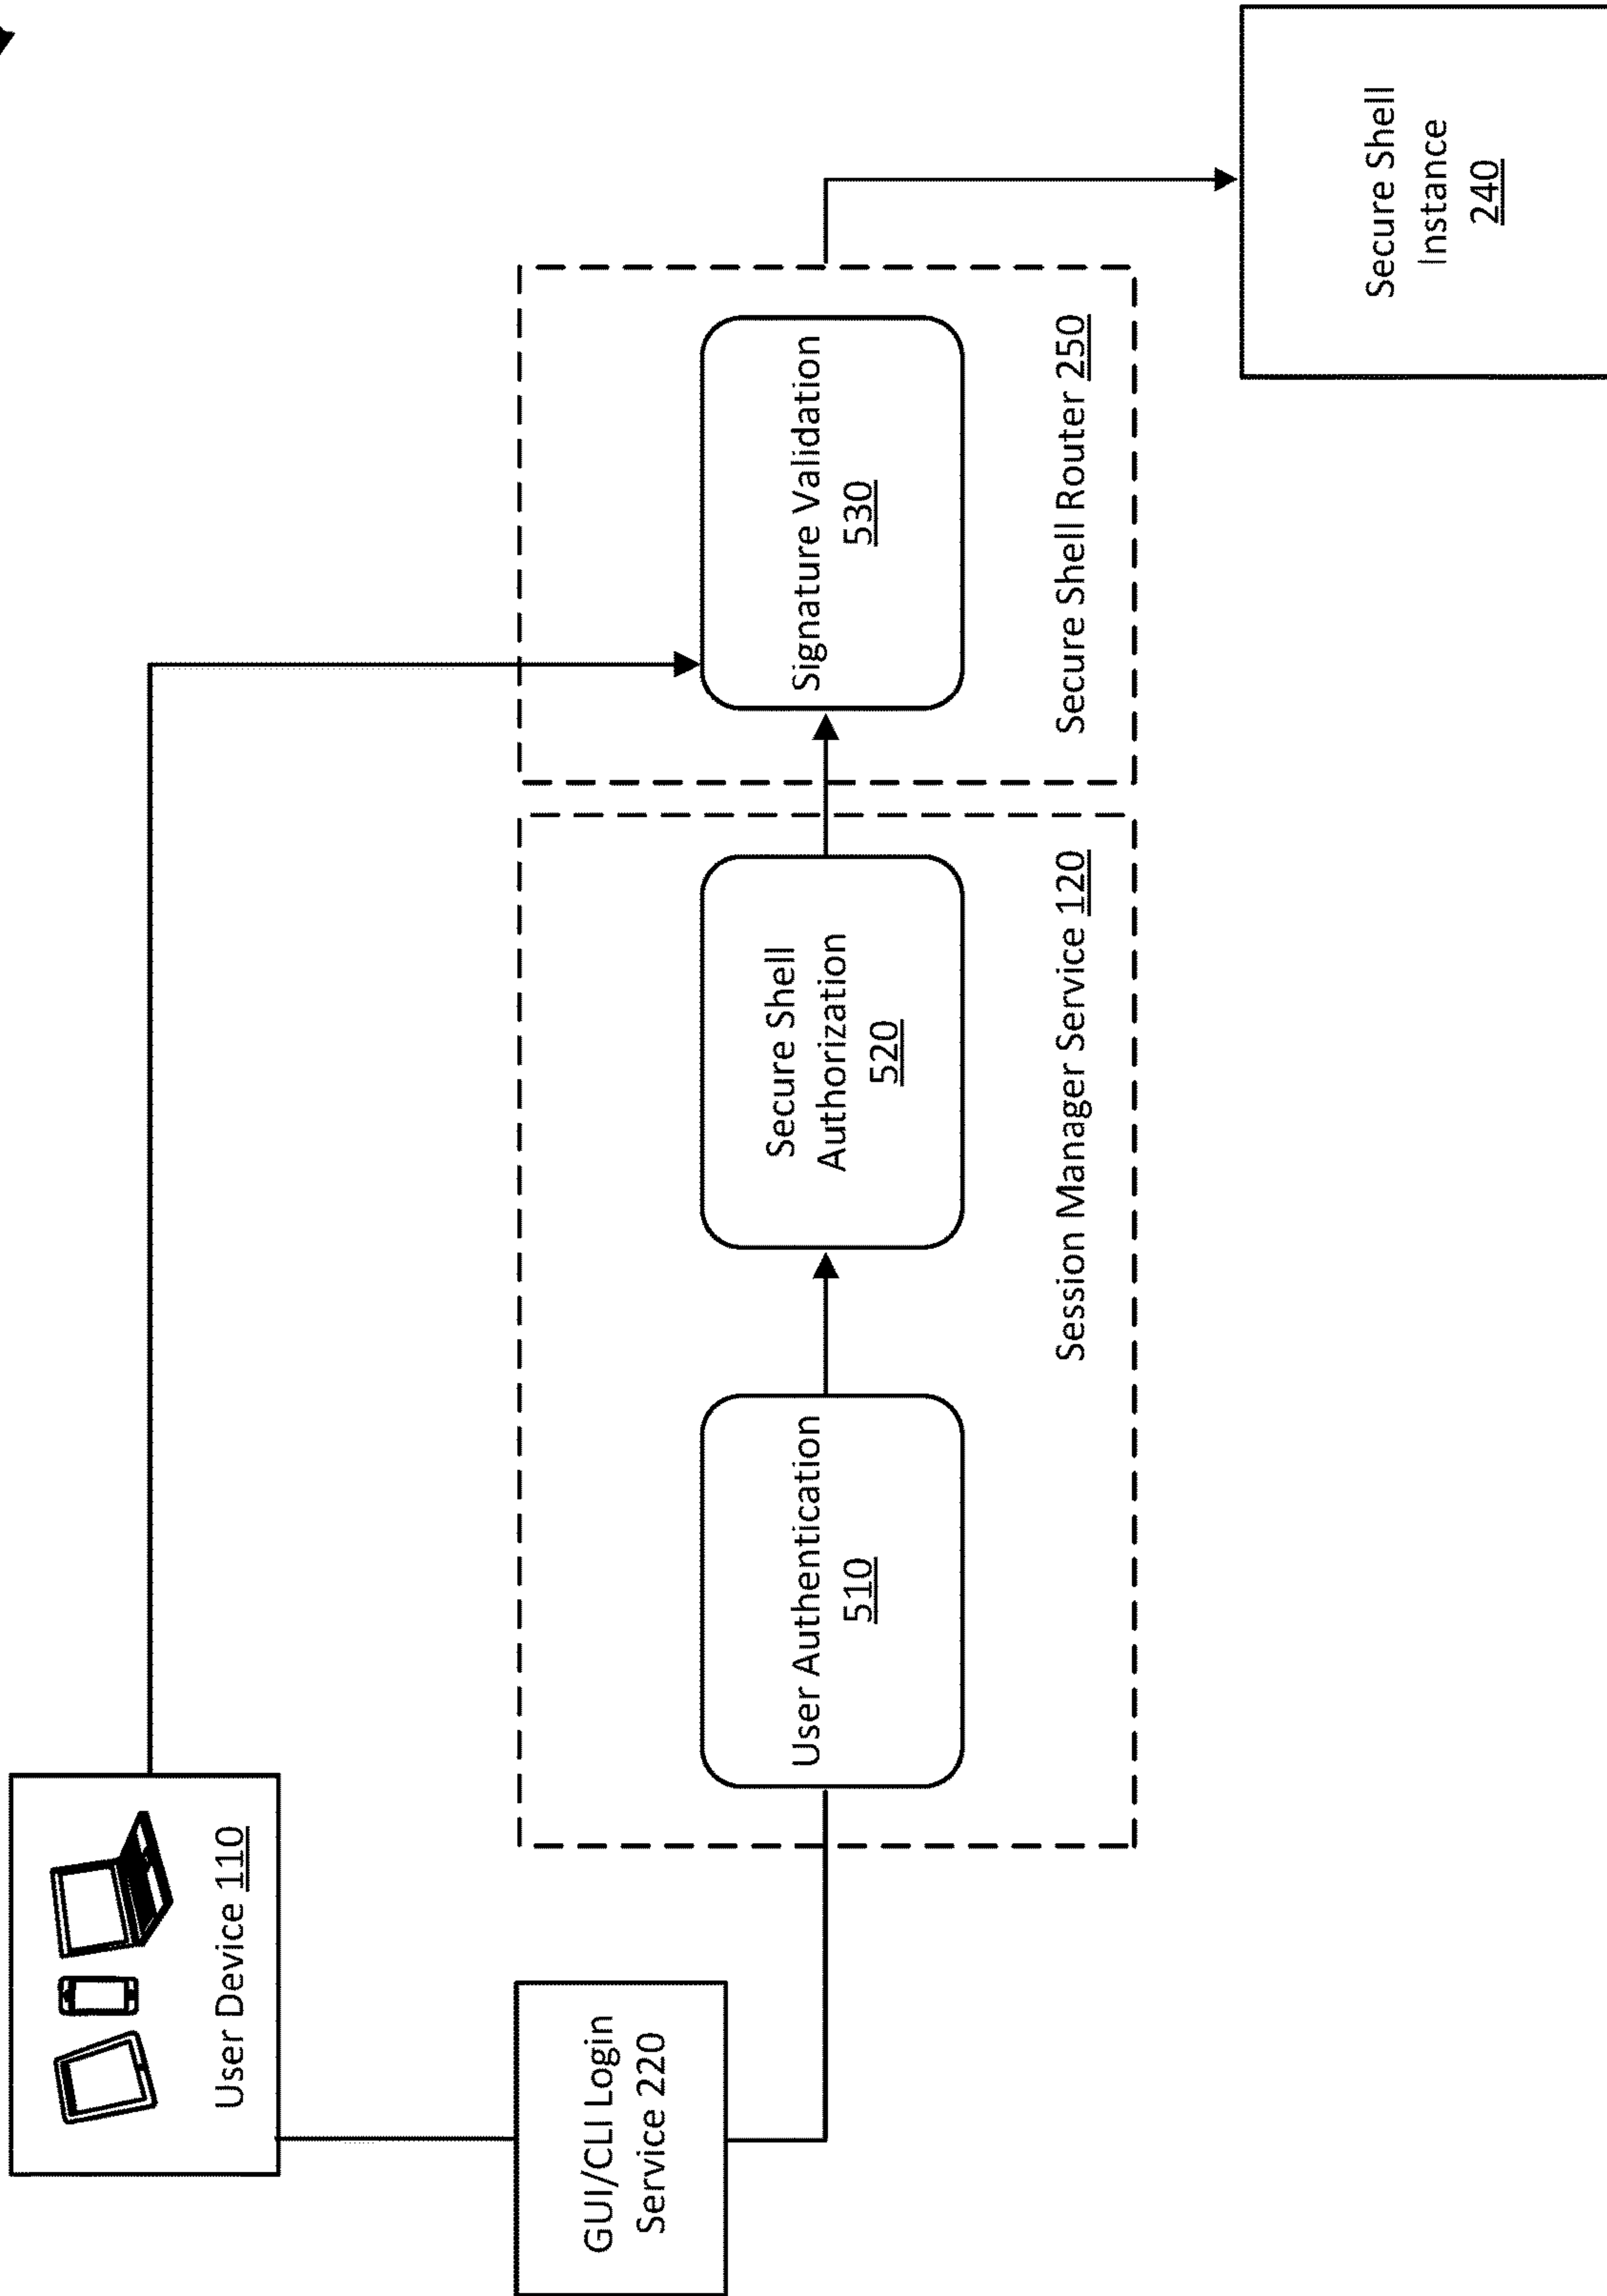 User Device 110
GUI/CLI Login
Service 220
User Authentication
510
Secure Shell
Authorization
520
Session Manager Service 120
Signature Validation
530
Secure Shell Router 250
Secure Shell
Instance
240